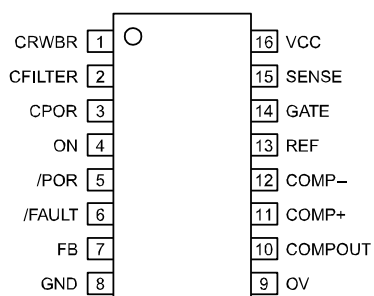 CRWBR 1 16 VCC
CFILTER 2 15 SENSE
CPOR 3 14 GATE
ON 4 13 REF
/POR 5 12 COMP–
/FAULT 6 11 COMP+
FB 7 10 COMPOUT
GND 8 9 OV